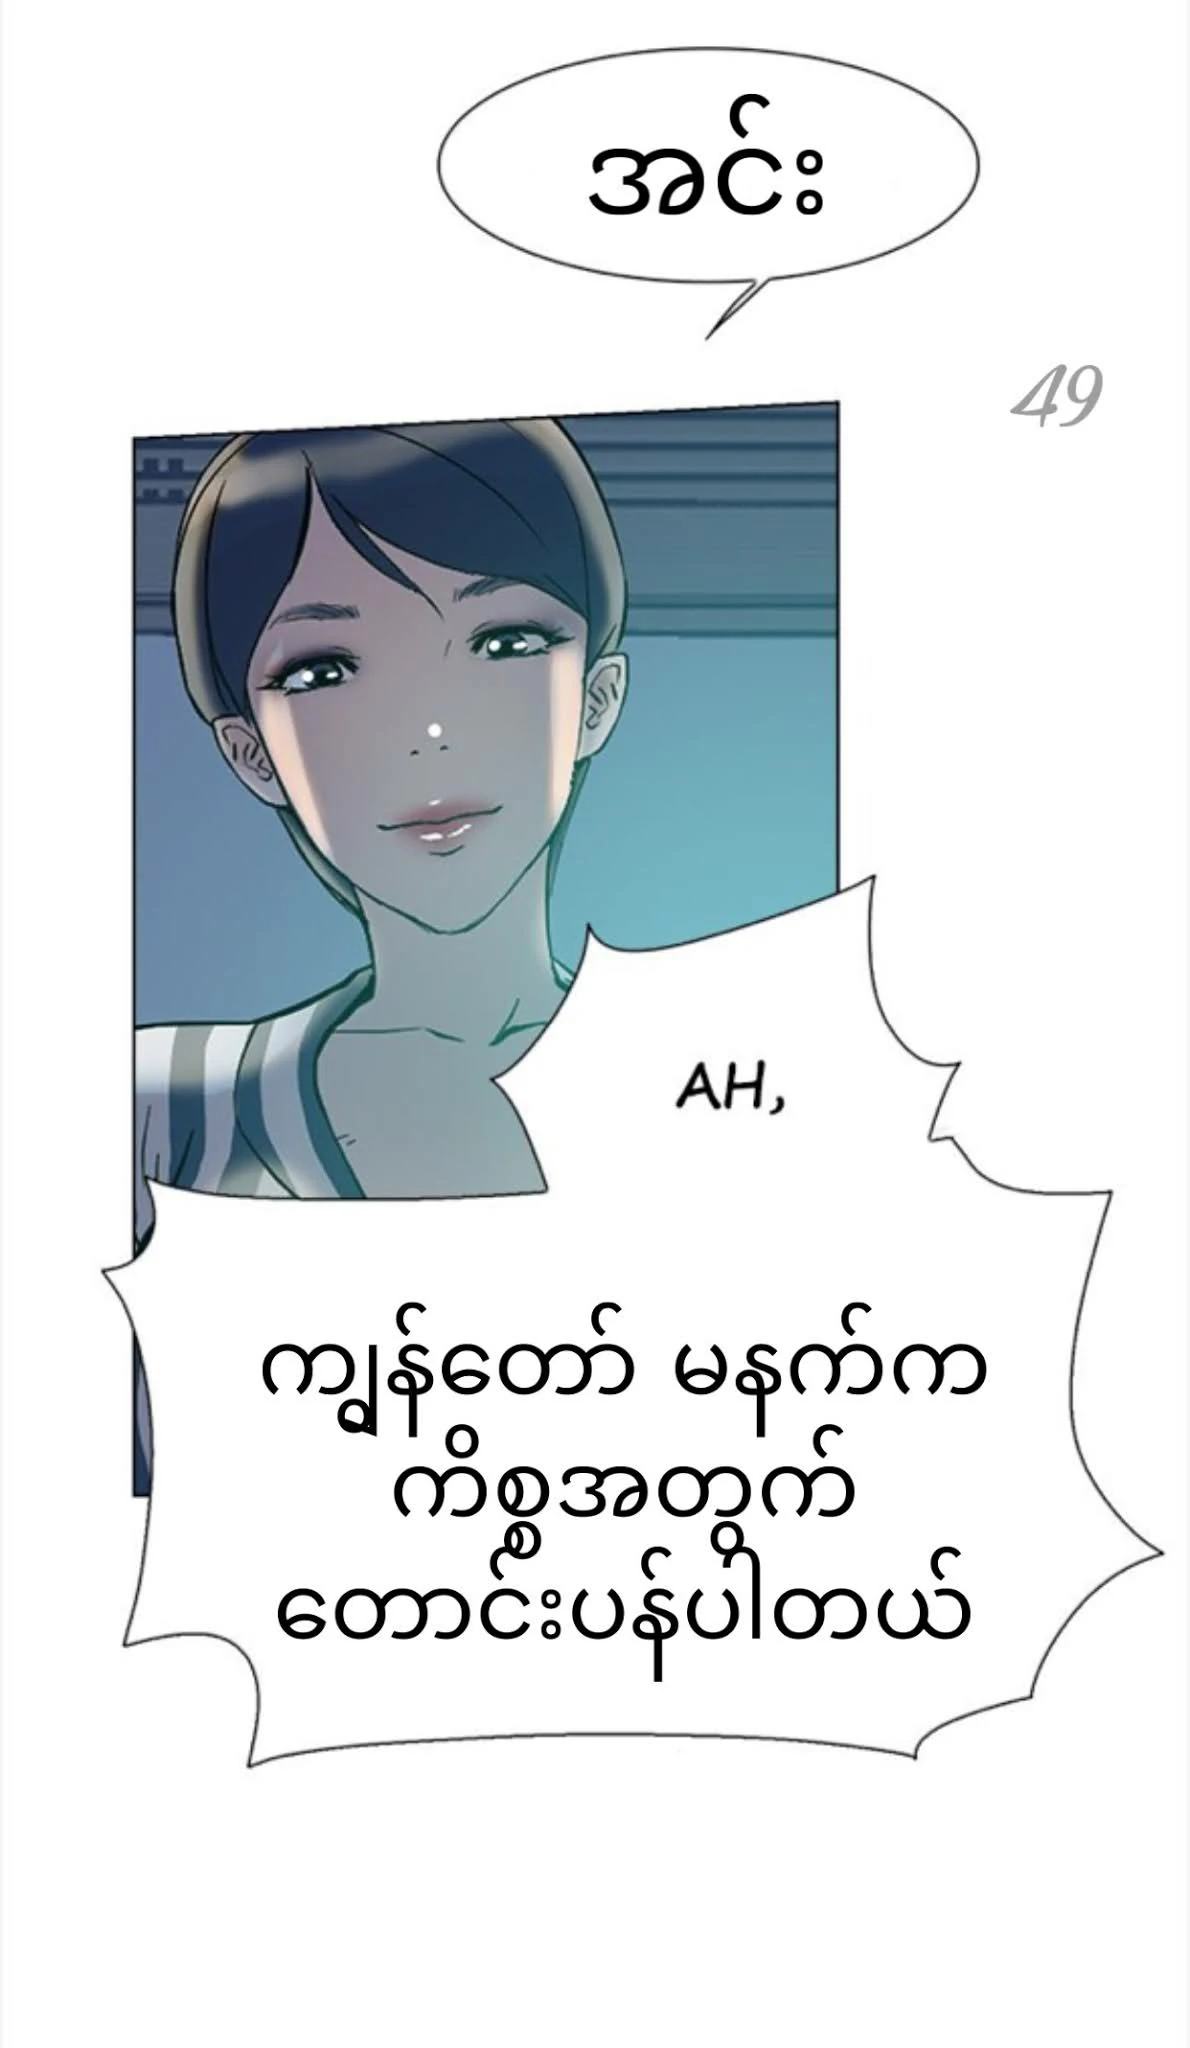 အင်း
49
AH,
ကျွန်တော် မနက်က
ကိစ္စအတွက်
တောင်းပန်ပါတယ်